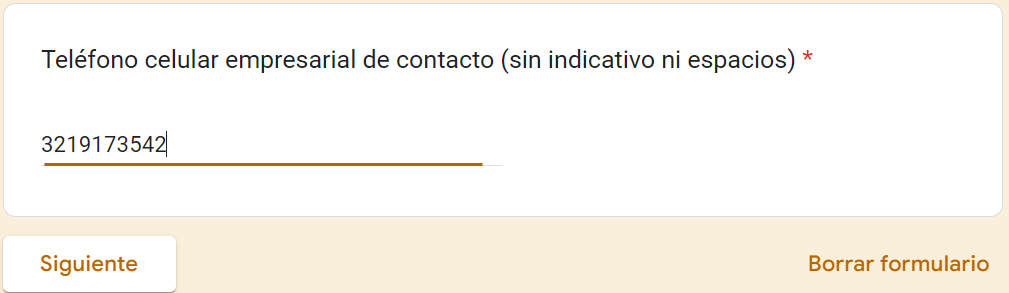 Teléfono celular empresarial de contacto (sin indicativo ni espacios) *
3219173542
Siguiente
Borrar formulario